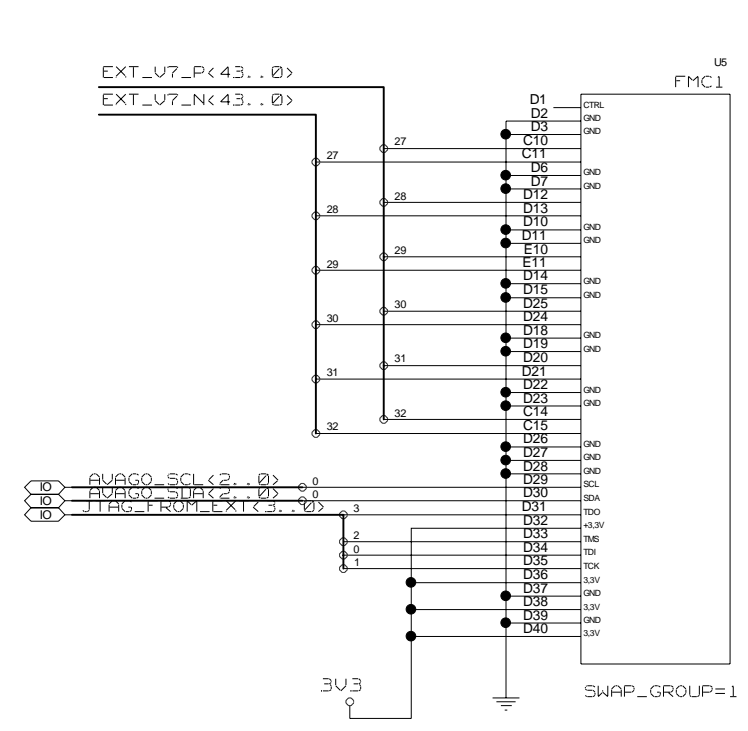 U5
FMC1
EXT_V7_P<43..0>
EXT_V7_N<43..0>
D1 CTRL
D2 GND
D3 GND
27 C10
27 C11
D6 GND
D7 GND
28 D12
28 D13
D10 GND
D11 GND
29 E10
29 E11
D14 GND
D15 GND
30 D25
30 D24
D18 GND
D19 GND
31 D20
31 D21
D22 GND
D23 GND
32 C14
32 C15
D26 GND
D27 GND
D28 GND
IO AVAGO_SCL<2..0> 0 D29 SCL
IO AVAGO_SDA<2..0> 0 D30 SDA
IO JTAG_FROM_EXT<3..0> 3 D31 TDO
D32 +3,3V
2 D33 TMS
0 D34 TDI
1 D35 TCK
D36 3,3V
D37 GND
D38 3,3V
D39 GND
D40 3,3V
3V3
SWAP_GROUP=1